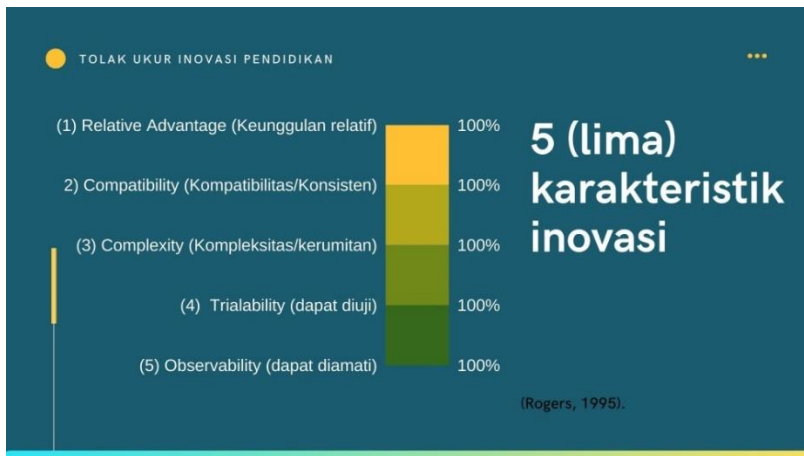 TOLAK UKUR INOVASI PENDIDIKAN
(1) Relative Advantage (Keunggulan relatif) 100%
2) Compatibility (Kompatibilitas/Konsisten) 100%
(3) Complexity (Kompleksitas/kerumitan) 100%
(4) Trialability (dapat diuji) 100%
(5) Observability (dapat diamati) 100%
5 (lima)
karakteristik
inovasi
(Rogers, 1995).